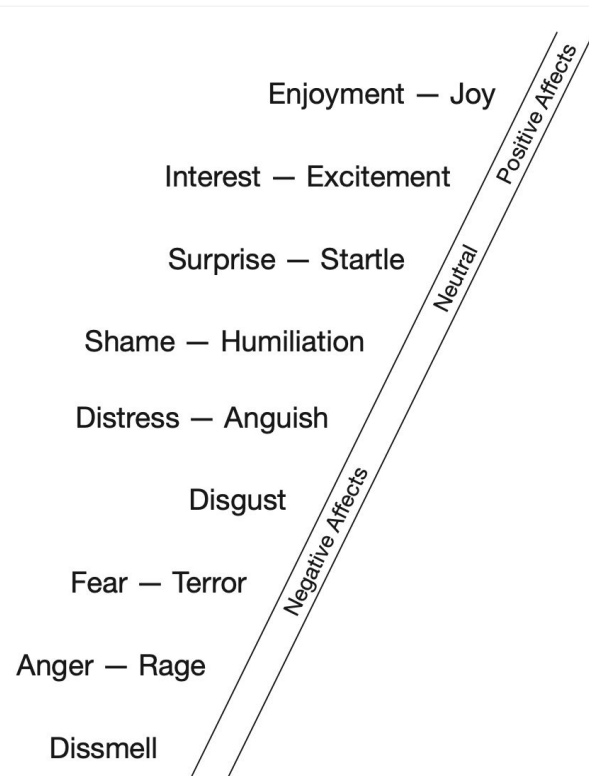 Enjoyment — Joy
Interest — Excitement
Surprise — Startle
Shame — Humiliation
Distress — Anguish
Disgust
Fear — Terror
Anger — Rage
Dissmell
Positive Affects
Neutral
Negative Affects